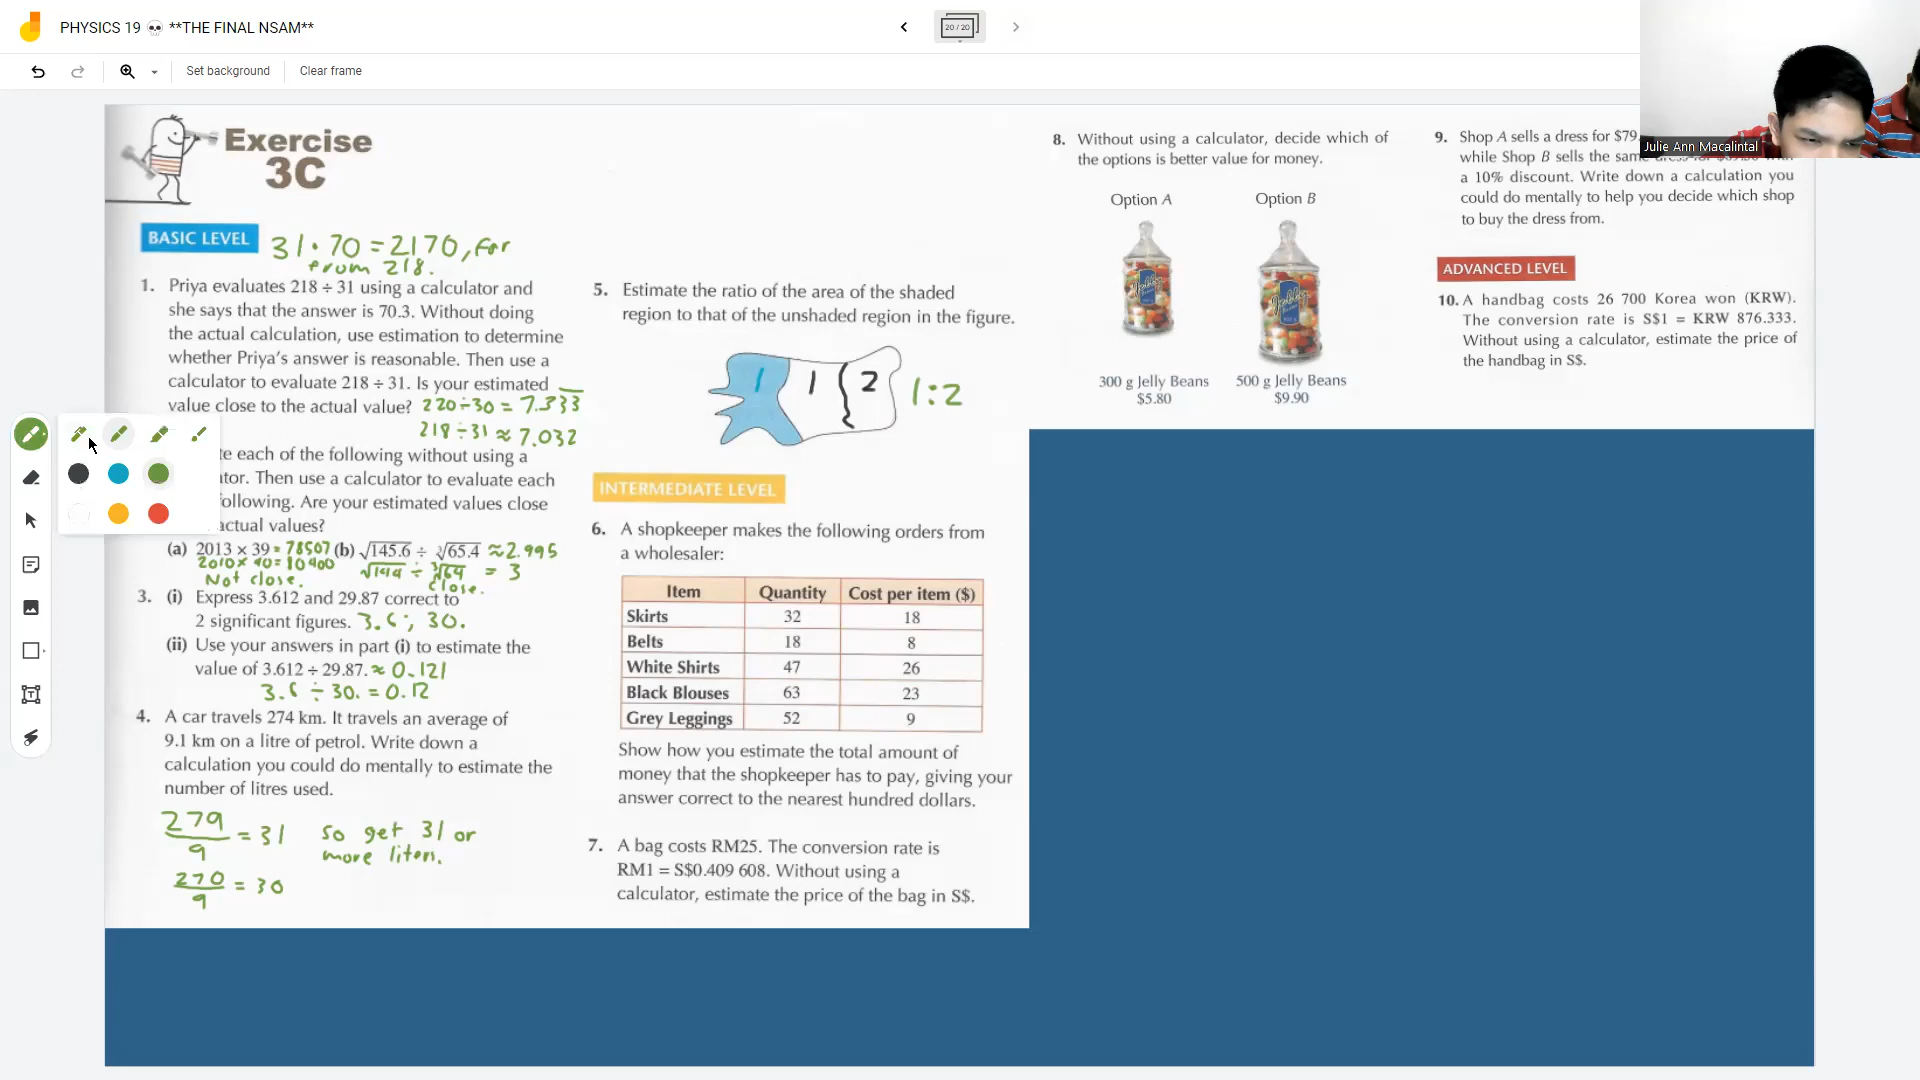 PHYSICS 19 💀 **THE FINAL NSAM**
20 / 20
Set background
Clear frame
Julie Ann Macalintal
Exercise
3C
BASIC LEVEL
31 · 70 = 2170, far
from 218.
1. Priya evaluates 218 ÷ 31 using a calculator and
she says that the answer is 70.3. Without doing
the actual calculation, use estimation to determine
whether Priya's answer is reasonable. Then use a
calculator to evaluate 218 ÷ 31. Is your estimated
value close to the actual value? 220÷30 = 7.333
218 ÷31 ≈ 7.032
te each of the following without using a
tor. Then use a calculator to evaluate each
ollowing. Are your estimated values close
actual values?
(a) 2013 × 39 = 78507 (b) √145.6 ÷ ∛65.4 ≈ 2.995
2010 × 40 = 80400 √144 ÷ ∛64 = 3
Not close. close.
3. (i) Express 3.612 and 29.87 correct to
2 significant figures. 3.6; 30.
(ii) Use your answers in part (i) to estimate the
value of 3.612 ÷ 29.87. ≈ 0.121
3.6 ÷ 30. = 0.12
4. A car travels 274 km. It travels an average of
9.1 km on a litre of petrol. Write down a
calculation you could do mentally to estimate the
number of litres used.
279/9 = 31 so get 31 or
more liters.
270/9 = 30
5. Estimate the ratio of the area of the shaded
region to that of the unshaded region in the figure.
1 1 2 1:2
INTERMEDIATE LEVEL
6. A shopkeeper makes the following orders from
a wholesaler:
Item Quantity Cost per item ($)
Skirts 32 18
Belts 18 8
White Shirts 47 26
Black Blouses 63 23
Grey Leggings 52 9
Show how you estimate the total amount of
money that the shopkeeper has to pay, giving your
answer correct to the nearest hundred dollars.
7. A bag costs RM25. The conversion rate is
RM1 = S$0.409 608. Without using a
calculator, estimate the price of the bag in S$.
8. Without using a calculator, decide which of
the options is better value for money.
Option A Option B
300 g Jelly Beans 500 g Jelly Beans
$5.80 $9.90
9. Shop A sells a dress for $79
while Shop B sells the same
a 10% discount. Write down a calculation you
could do mentally to help you decide which shop
to buy the dress from.
ADVANCED LEVEL
10. A handbag costs 26 700 Korea won (KRW).
The conversion rate is S$1 = KRW 876.333.
Without using a calculator, estimate the price of
the handbag in S$.